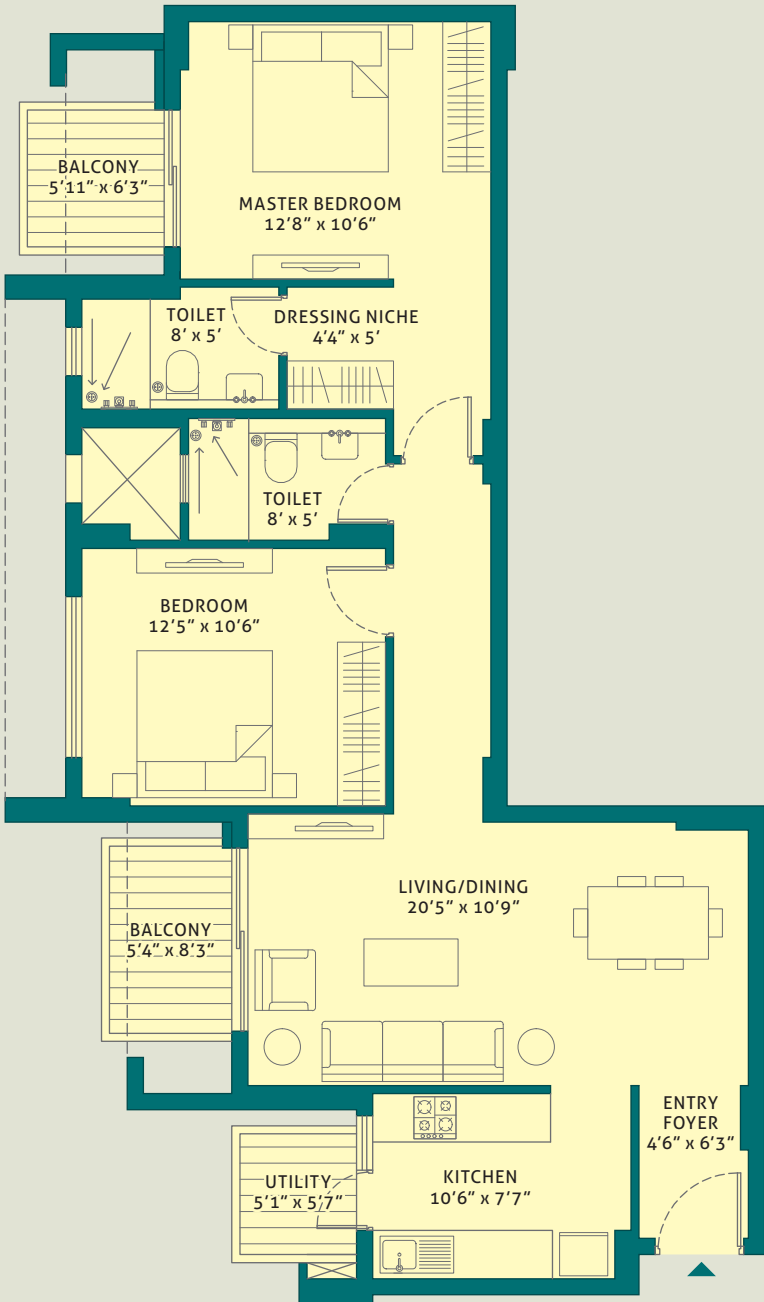 BALCONY
5'11" x 6'3"
MASTER BEDROOM
12'8" x 10'6"
TOILET
8' x 5'
DRESSING NICHE
4'4" x 5'
TOILET
8' x 5'
BEDROOM
12'5" x 10'6"
LIVING/DINING
20'5" x 10'9"
BALCONY
5'4" x 8'3"
ENTRY
FOYER
4'6" x 6'3"
KITCHEN
10'6" x 7'7"
UTILITY
5'1" x 5'7"